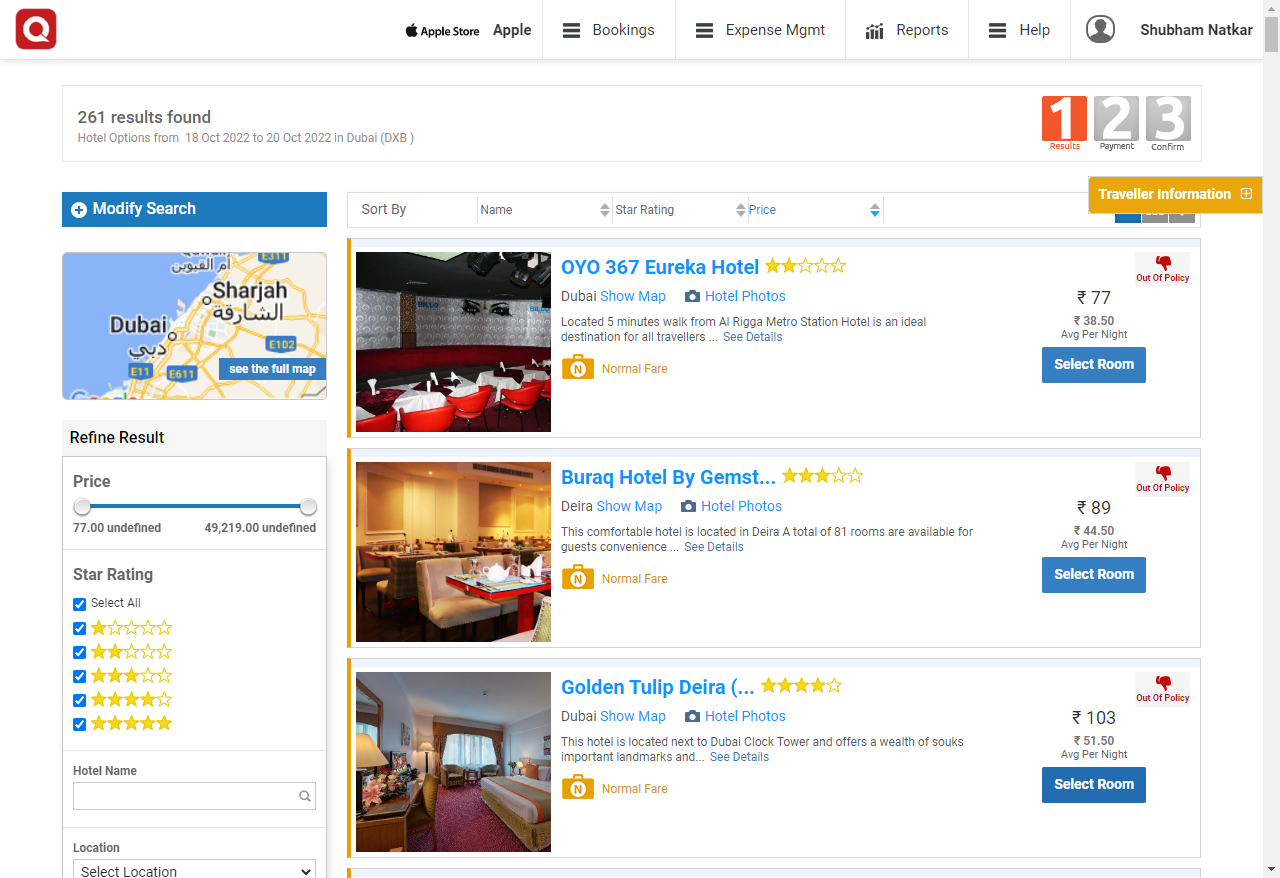 Q
Apple Store Apple
Bookings
Expense Mgmt
Reports
Help
Shubham Natkar
261 results found
Hotel Options from 18 Oct 2022 to 20 Oct 2022 in Dubai (DXB )
1 2 3
Results Payment Confirm
Traveller Information
Modify Search
Sort By Name Star Rating Price
E311
أم القيوين
Sharjah
الشارقة
Dubai
دبي
E102
E11 E611
see the full map
Google
Refine Result
Price
77.00 undefined 49,219.00 undefined
Star Rating
Select All
Hotel Name
Location
Select Location
OYO 367 Eureka Hotel
Dubai Show Map Hotel Photos
Located 5 minutes walk from Al Rigga Metro Station Hotel is an ideal
destination for all travellers ... See Details
N Normal Fare
Out Of Policy
₹ 77
₹ 38.50
Avg Per Night
Select Room
Buraq Hotel By Gemst...
Deira Show Map Hotel Photos
This comfortable hotel is located in Deira A total of 81 rooms are available for
guests convenience ... See Details
N Normal Fare
Out Of Policy
₹ 89
₹ 44.50
Avg Per Night
Select Room
Golden Tulip Deira (...
Dubai Show Map Hotel Photos
This hotel is located next to Dubai Clock Tower and offers a wealth of souks
important landmarks and... See Details
N Normal Fare
Out Of Policy
₹ 103
₹ 51.50
Avg Per Night
Select Room